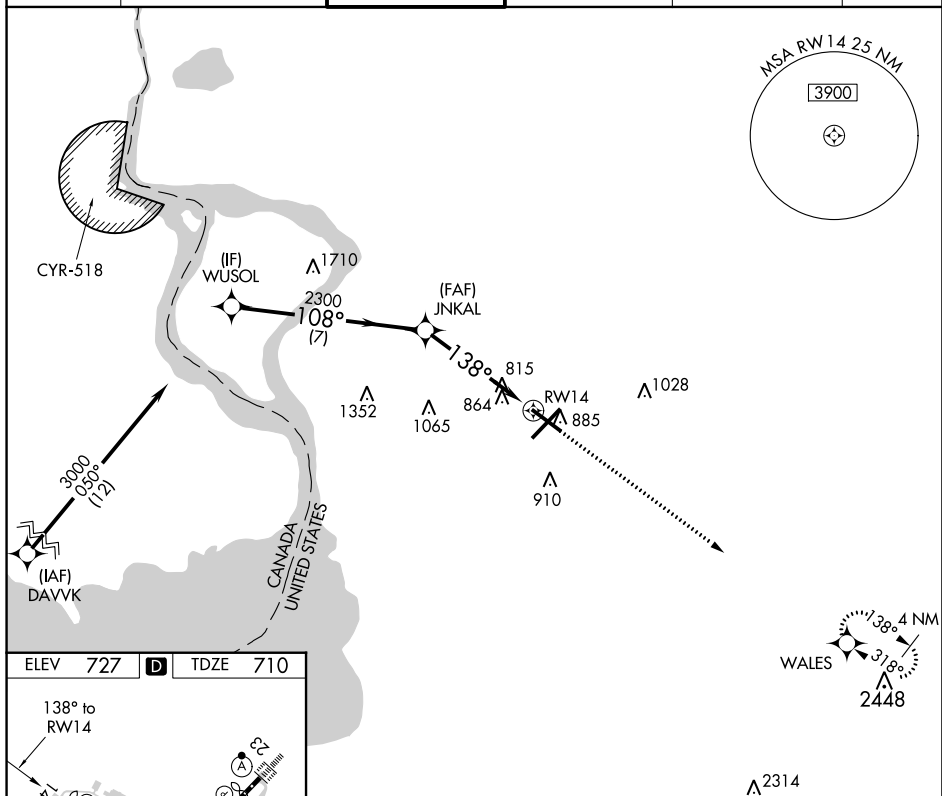 MSA RW14 25 NM
3900
CYR-518
(IF)
WUSOL
1710
2300
108°
(7)
(FAF)
JNKAL
138°
815
864
RW14
885
1028
1352
1065
910
3000
050°
(12)
(IAF)
DAVVK
CANADA
UNITED STATES
138°
4 NM
318°
WALES
2448
2314
ELEV 727 D TDZE 710
138° to
RW14
23
A